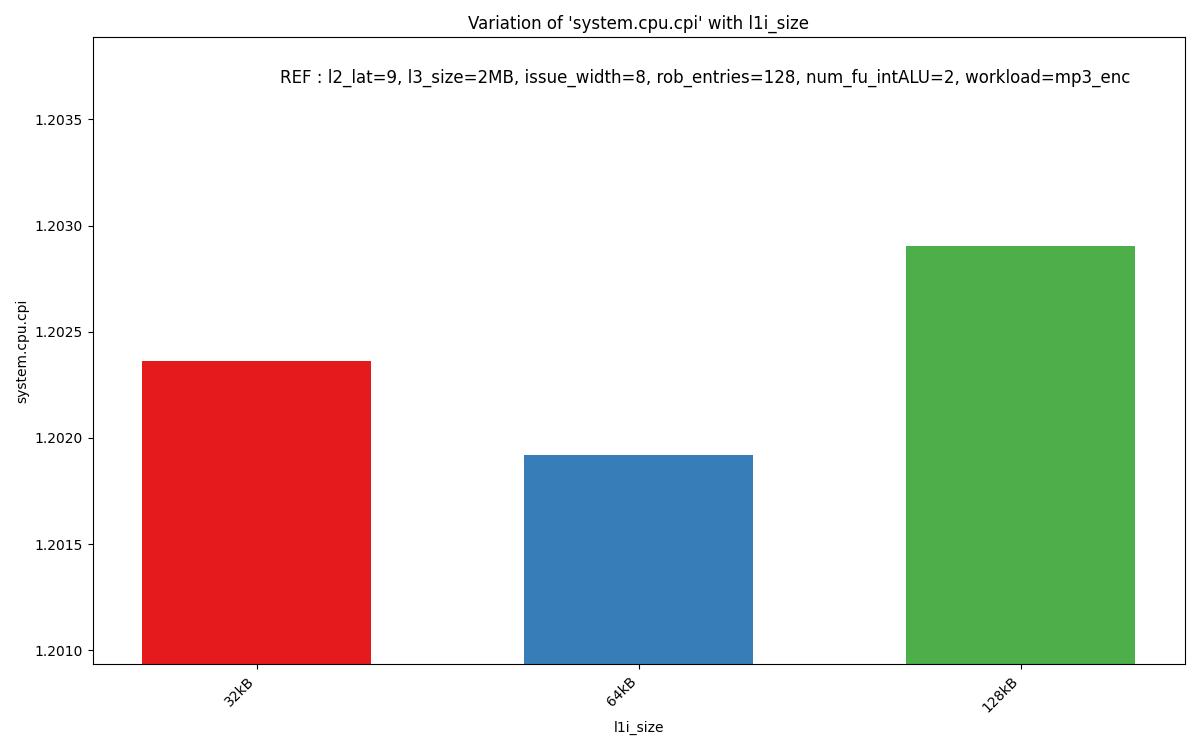 Variation of 'system.cpu.cpi' with l1i_size
REF : l2_lat=9, l3_size=2MB, issue_width=8, rob_entries=128, num_fu_intALU=2, workload=mp3_enc
1.2035
1.2030
1.2025
1.2020
1.2015
1.2010
system.cpu.cpi
32kB
64kB
128kB
l1i_size